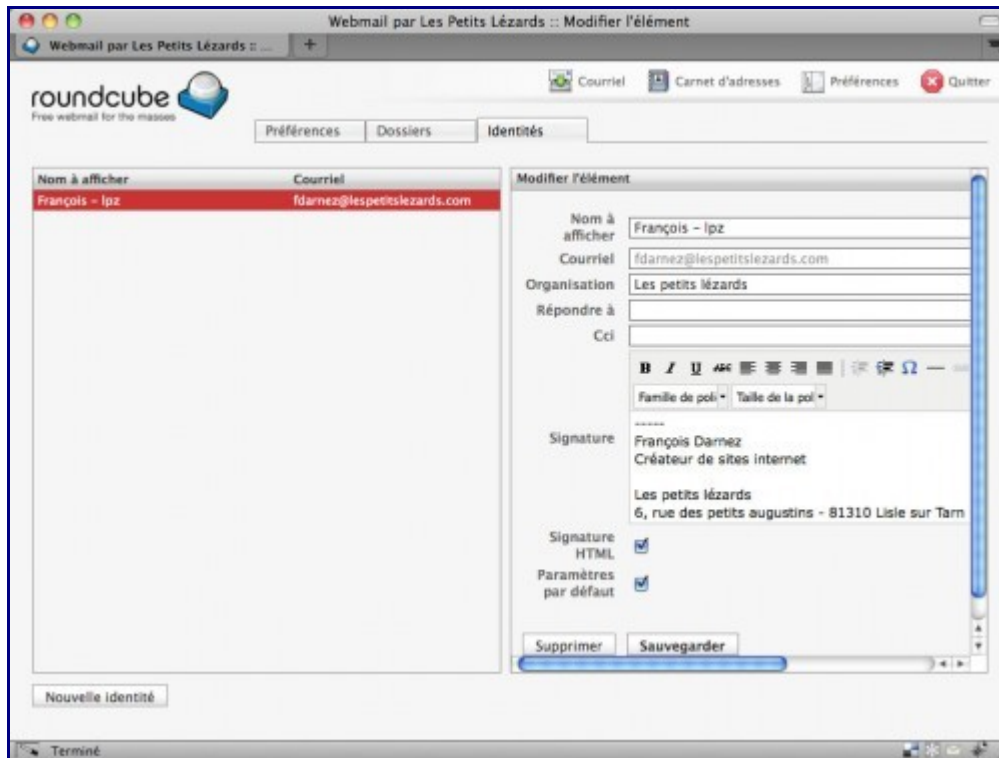 Webmail par Les Petits Lézards :: Modifier l'élément
Webmail par Les Petits Lézards :: ...
+
roundcube
Free webmail for the masses
Courriel Carnet d'adresses Préférences Quitter
Préférences Dossiers Identités
Nom à afficher Courriel
François - lpz fdarnez@lespetitslezards.com
Modifier l'élément
Nom à afficher François - lpz
Courriel fdarnez@lespetitslezards.com
Organisation Les petits lézards
Répondre à
Cci
B I U ABC Ω —
Famille de poli Taille de la pol
Signature
-----
François Darnez
Créateur de sites internet
Les petits lézards
6, rue des petits augustins - 81310 Lisle sur Tarn
Signature HTML
Paramètres par défaut
Supprimer Sauvegarder
Nouvelle identité
Terminé